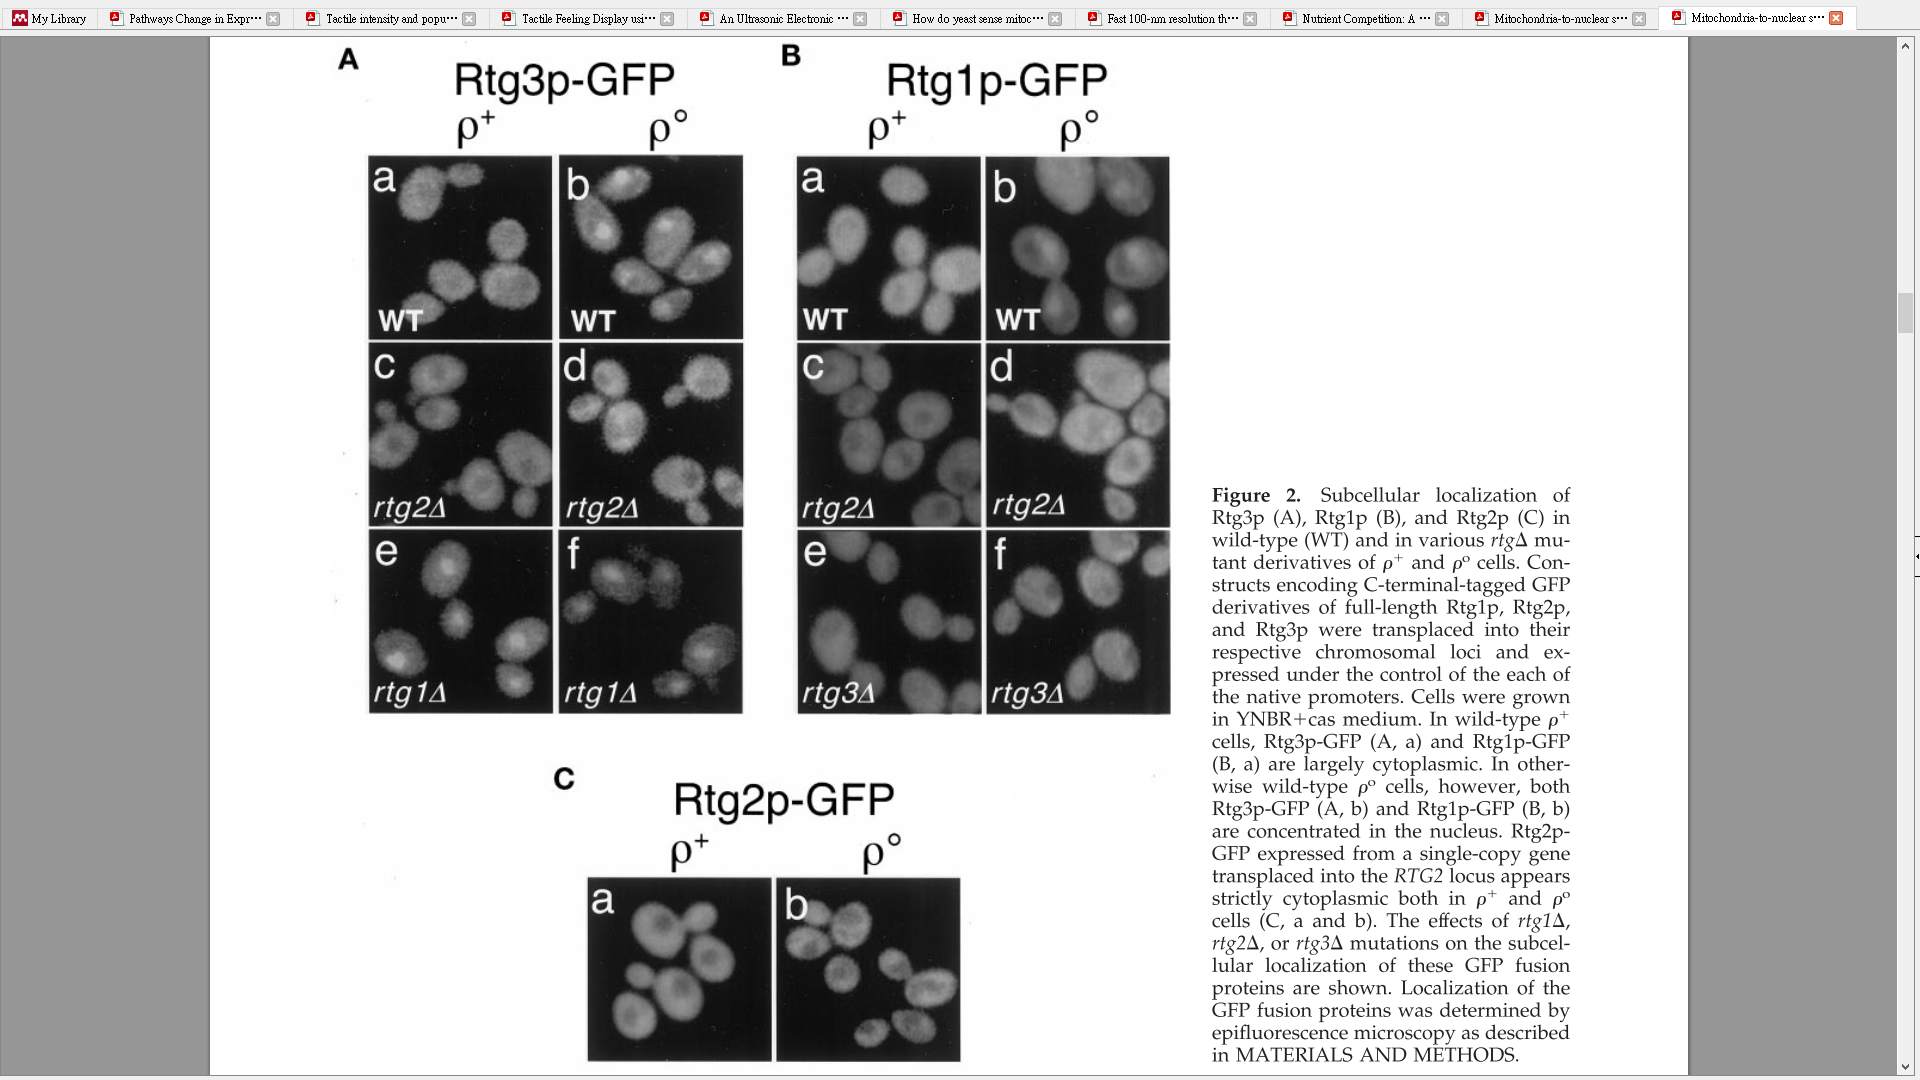 My Library
Pathways Change in Expr···
Tactile intensity and popu···
Tactile Feeling Display usi···
An Ultrasonic Electronic ···
How do yeast sense mitoc···
Fast 100-nm resolution th···
Nutrient Competition: A ···
Mitochondria-to-nuclear s···
Mitochondria-to-nuclear s···
A
Rtg3p-GFP
ρ+ ρ°
a b
WT WT
c d
rtg2Δ rtg2Δ
e f
rtg1Δ rtg1Δ
B
Rtg1p-GFP
ρ+ ρ°
a b
WT WT
c d
rtg2Δ rtg2Δ
e f
rtg3Δ rtg3Δ
C
Rtg2p-GFP
ρ+ ρ°
a b
Figure 2. Subcellular localization of
Rtg3p (A), Rtg1p (B), and Rtg2p (C) in
wild-type (WT) and in various rtgΔ mu-
tant derivatives of ρ+ and ρo cells. Con-
structs encoding C-terminal-tagged GFP
derivatives of full-length Rtg1p, Rtg2p,
and Rtg3p were transplaced into their
respective chromosomal loci and ex-
pressed under the control of the each of
the native promoters. Cells were grown
in YNBR+cas medium. In wild-type ρ+
cells, Rtg3p-GFP (A, a) and Rtg1p-GFP
(B, a) are largely cytoplasmic. In other-
wise wild-type ρo cells, however, both
Rtg3p-GFP (A, b) and Rtg1p-GFP (B, b)
are concentrated in the nucleus. Rtg2p-
GFP expressed from a single-copy gene
transplaced into the RTG2 locus appears
strictly cytoplasmic both in ρ+ and ρo
cells (C, a and b). The effects of rtg1Δ,
rtg2Δ, or rtg3Δ mutations on the subcel-
lular localization of these GFP fusion
proteins are shown. Localization of the
GFP fusion proteins was determined by
epifluorescence microscopy as described
in MATERIALS AND METHODS.